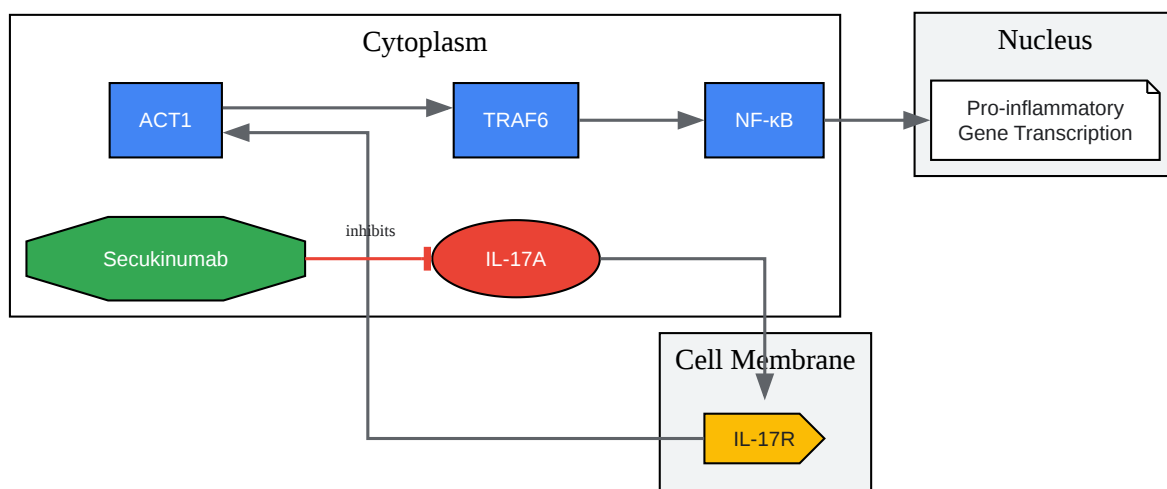 Cytoplasm
Nucleus
ACT1
TRAF6
NF-κB
Pro-inflammatory
Gene Transcription
inhibits
Secukinumab
IL-17A
Cell Membrane
IL-17R